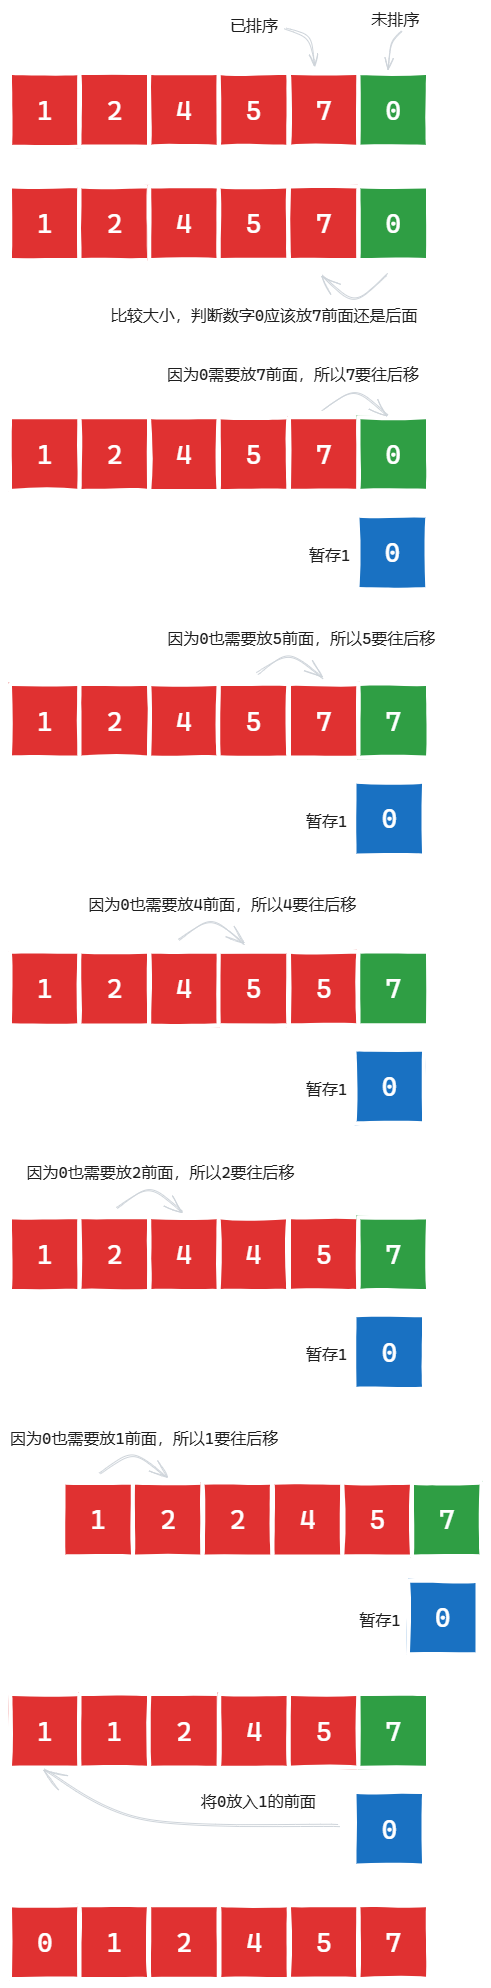 已排序
未排序
1 2 4 5 7 0
1 2 4 5 7 0
比较大小，判断数字0应该放7前面还是后面
因为0需要放7前面，所以7要往后移
1 2 4 5 7 0
暂存1 0
因为0也需要放5前面，所以5要往后移
1 2 4 5 7 7
暂存1 0
因为0也需要放4前面，所以4要往后移
1 2 4 5 5 7
暂存1 0
因为0也需要放2前面，所以2要往后移
1 2 4 4 5 7
暂存1 0
因为0也需要放1前面，所以1要往后移
1 2 2 4 5 7
暂存1 0
1 1 2 4 5 7
将0放入1的前面
0
0 1 2 4 5 7